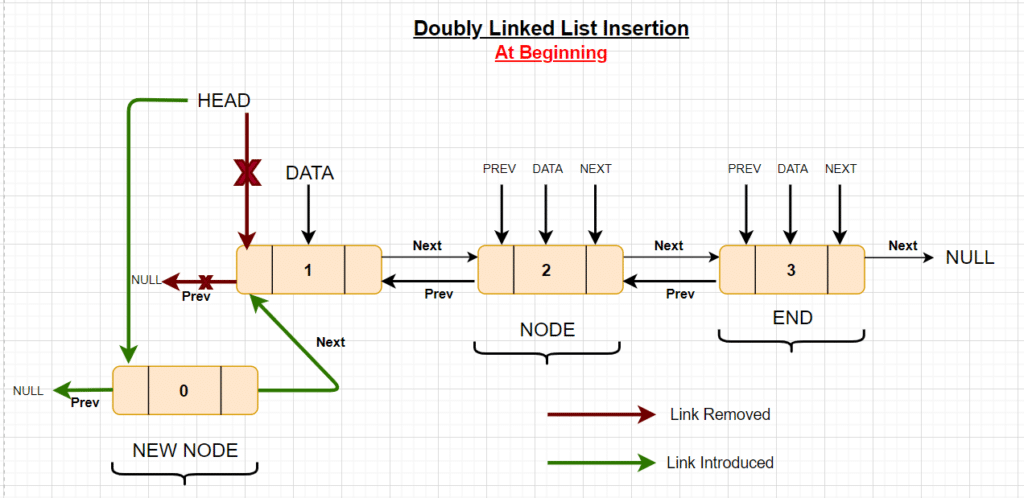 Doubly Linked List Insertion
At Beginning
HEAD
DATA
PREV DATA NEXT
PREV DATA NEXT
1
Next
Prev
2
Next
Prev
3
Next
NULL
NULL
Prev
Next
NODE
END
NULL
Prev
0
NEW NODE
Link Removed
Link Introduced